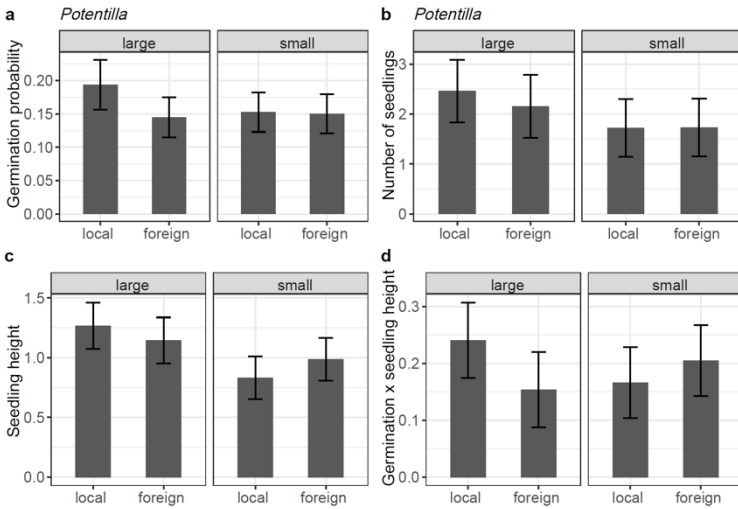 a Potentilla
large small
Germination probability
0.20
0.15
0.10
0.05
0.00
local foreign local foreign
b Potentilla
large small
Number of seedlings
3
2
1
0
local foreign local foreign
c
large small
Seedling height
1.5
1.0
0.5
0.0
local foreign local foreign
d
large small
Germination x seedling height
0.3
0.2
0.1
0.0
local foreign local foreign